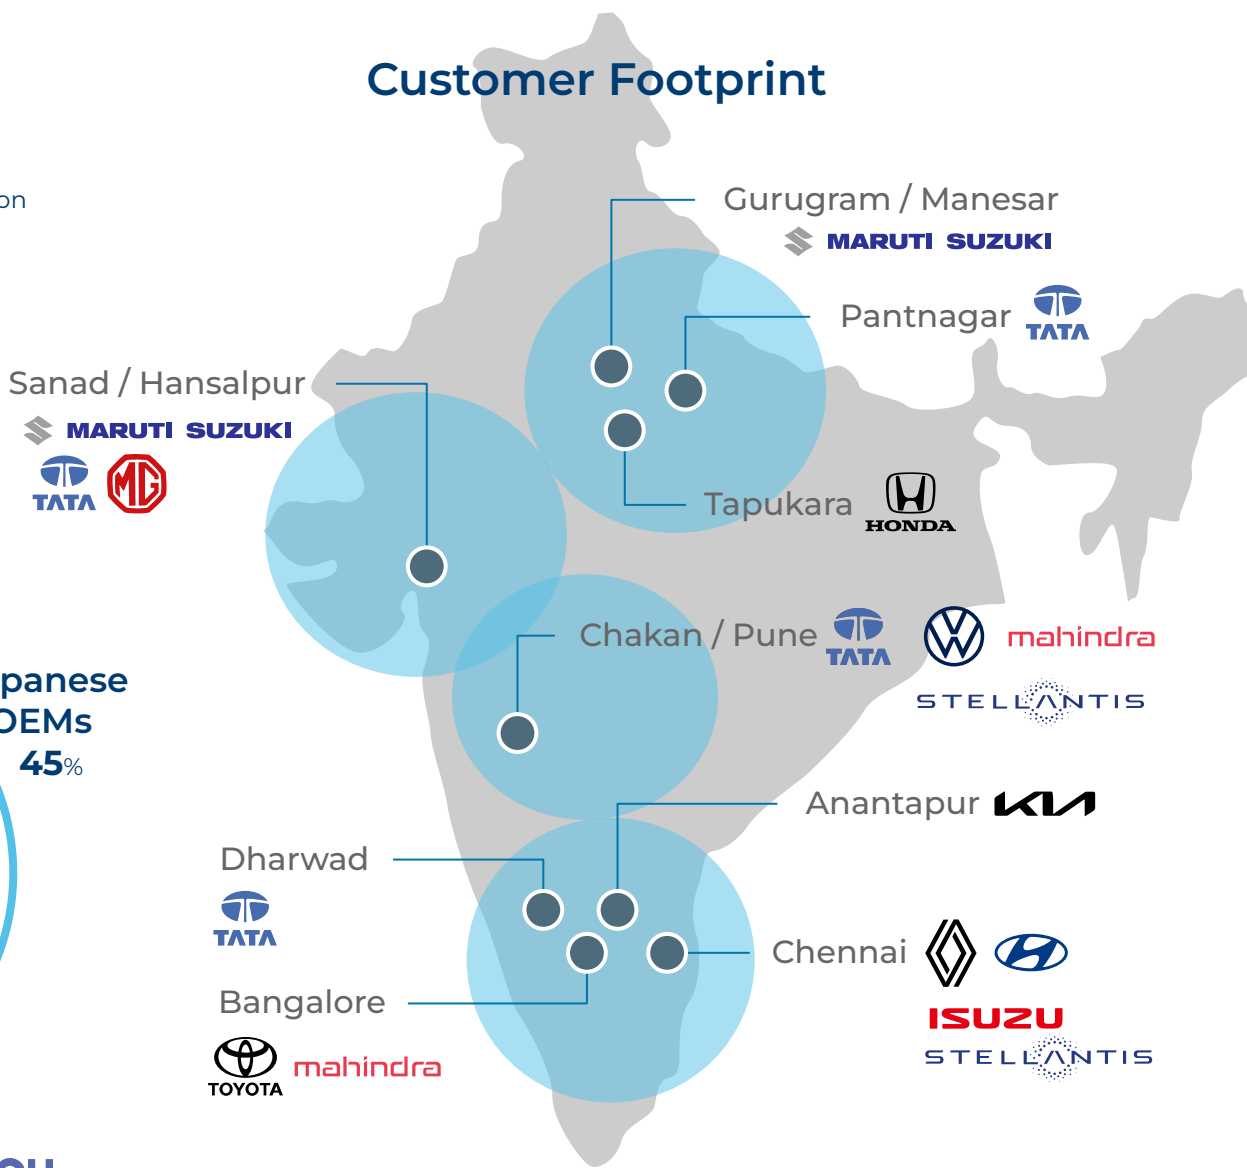 Customer Footprint
on
Gurugram / Manesar
MARUTI SUZUKI
Pantnagar
TATA
Sanad / Hansalpur
MARUTI SUZUKI
TATA MG
Tapukara
HONDA
Chakan / Pune
TATA
mahindra
STELLANTIS
panese
OEMs
45%
Anantapur KIA
Dharwad
TATA
Chennai
Bangalore
ISUZU
STELLANTIS
TOYOTA
mahindra